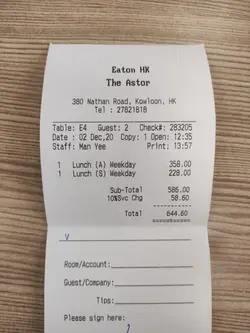 Eaton HK
The Astor
380 Nathan Road, Kowloon, HK
Tel : 27821818
Table: E4 Guest: 2 Check#: 283205
Date : 02 Dec,20 Copy: 1 Open: 12:35
Staff: Man Yee Print: 13:57
1 Lunch (A) Weekday 358.00
1 Lunch (S) Weekday 228.00
Sub-Total 586.00
10%Svc Chg 58.60
Total 644.60
Room/Account:
Guest/Company:
Tips:
Please sign here: